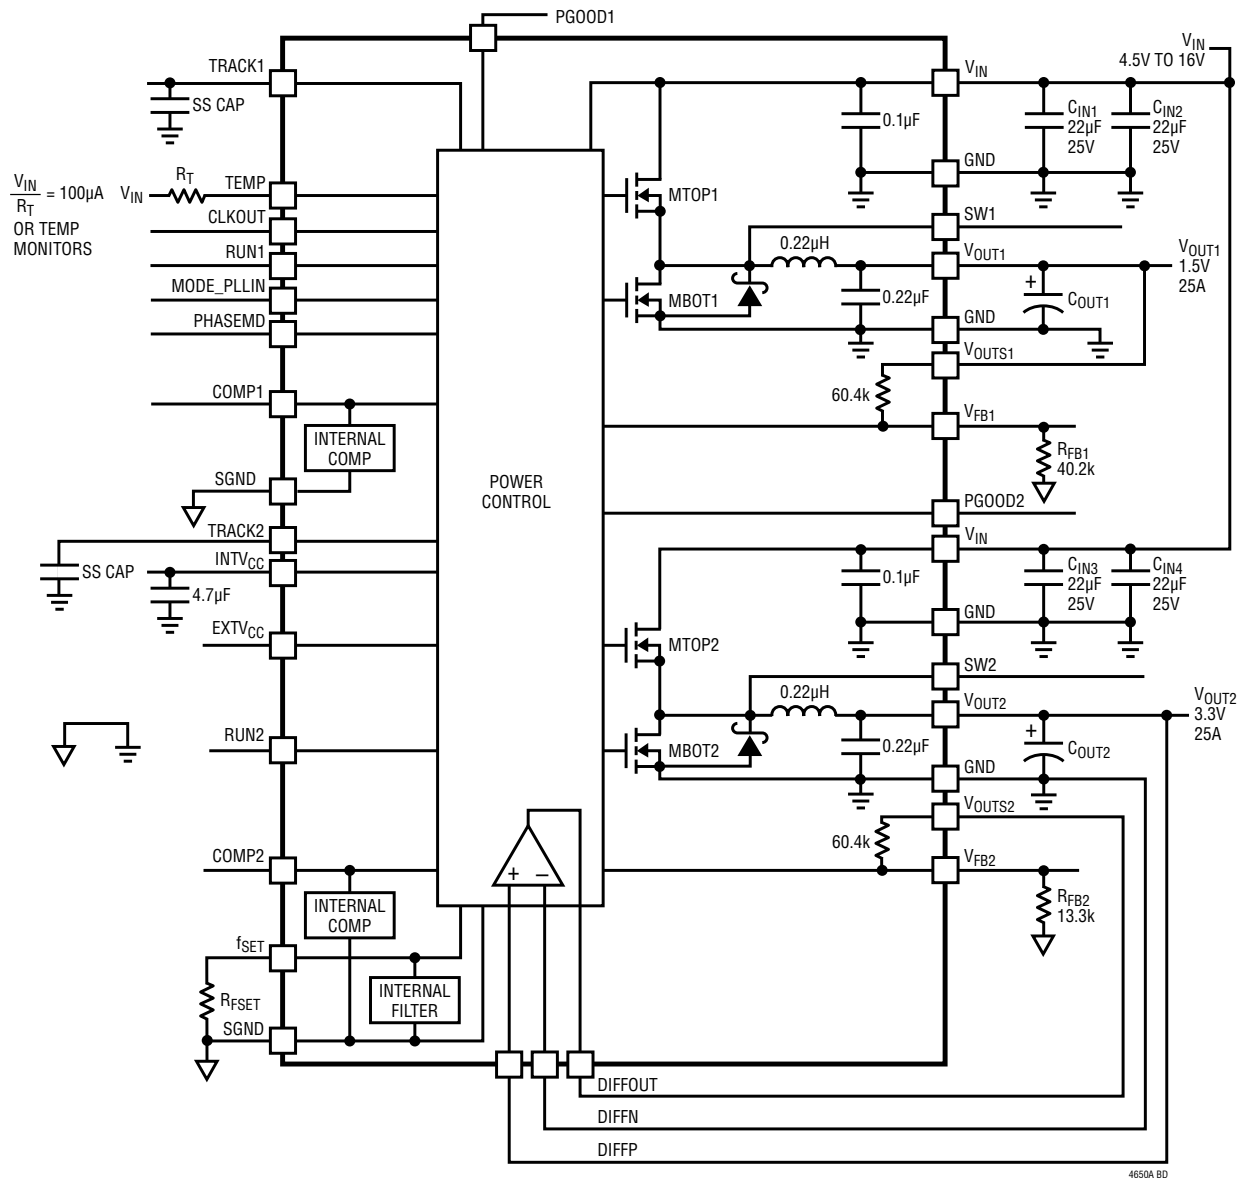 PGOOD1
TRACK1
SS CAP
V_IN
4.5V TO 16V
V_IN
0.1µF
C_IN1
22µF
25V
C_IN2
22µF
25V
GND
V_IN / R_T = 100µA
OR TEMP
MONITORS
V_IN
R_T
TEMP
CLKOUT
RUN1
MODE_PLLIN
PHASEMD
MTOP1
SW1
0.22µH
V_OUT1
V_OUT1
1.5V
25A
MBOT1
0.22µF
+
C_OUT1
GND
V_OUTS1
60.4k
V_FB1
R_FB1
40.2k
COMP1
INTERNAL
COMP
SGND
POWER
CONTROL
PGOOD2
TRACK2
SS CAP
INTV_CC
4.7µF
EXTV_CC
V_IN
0.1µF
C_IN3
22µF
25V
C_IN4
22µF
25V
GND
MTOP2
SW2
0.22µH
V_OUT2
V_OUT2
3.3V
25A
RUN2
MBOT2
0.22µF
+
C_OUT2
GND
V_OUTS2
60.4k
V_FB2
R_FB2
13.3k
COMP2
INTERNAL
COMP
+ −
f_SET
R_FSET
INTERNAL
FILTER
SGND
DIFFOUT
DIFFN
DIFFP
4650A BD